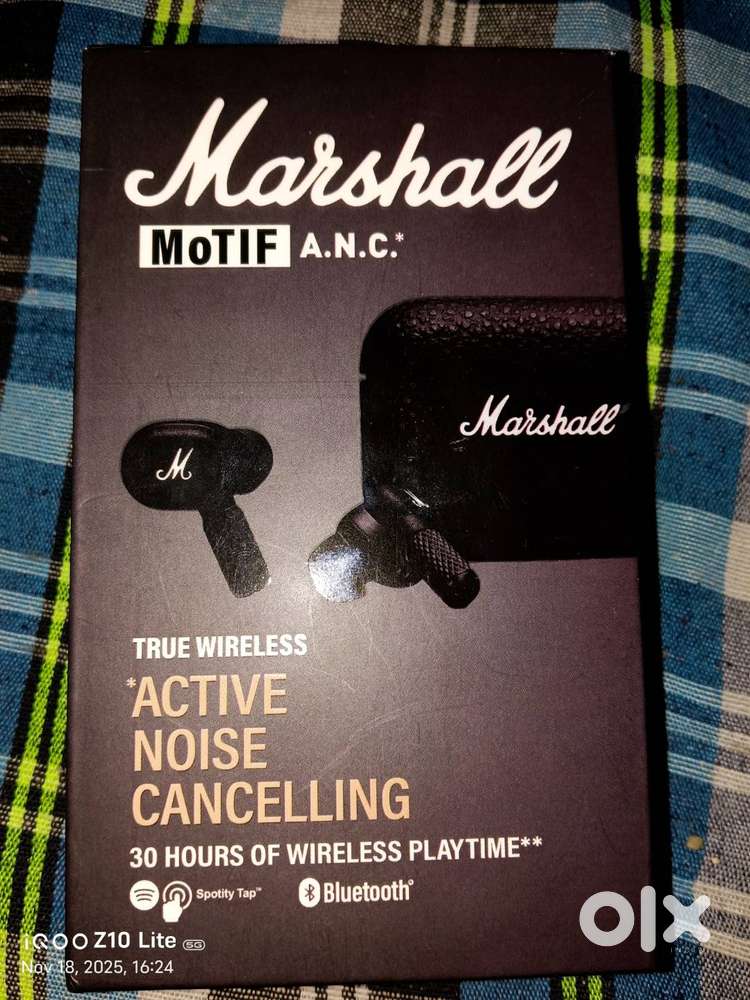 Marshall
MoTIF A.N.C.*
Marshall
M
TRUE WIRELESS
*ACTIVE
NOISE
CANCELLING
30 HOURS OF WIRELESS PLAYTIME**
Spotity Tap™ Bluetooth®
iQOO Z10 Lite 5G
Nov 18, 2025, 16:24
olx